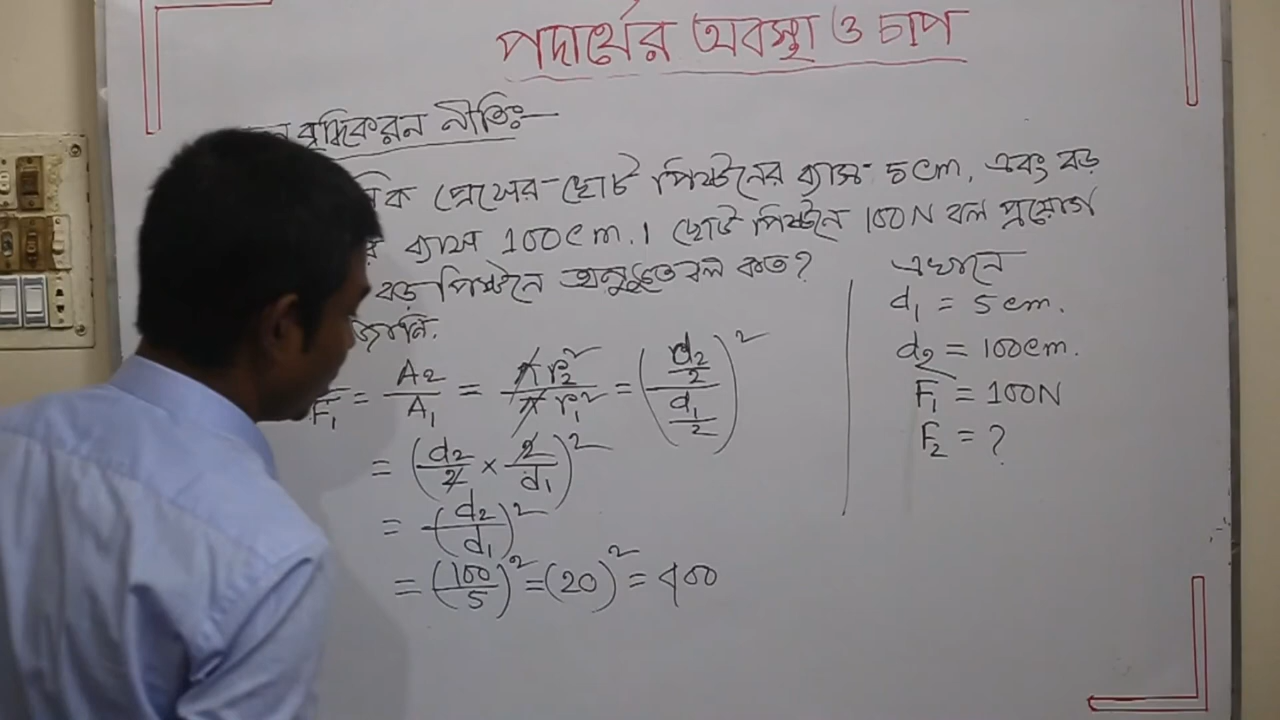 পদার্থের অবস্থা ও চাপ
বৃদ্ধিকরন নীতিঃ-
প্রেসের ছোট পিষ্টনের ব্যাস 5cm, এবং বড়
ব্যাস 100cm.। ছোট পিষ্টনে 100N বল প্রয়োগ
বড় পিষ্টনে অনুভূত বল কত?
জানি.
F₁ = A₂/A₁ = πr₂²/πr₁² = ((d₂/2)/(d₁/2))²
= (d₂/2 × 2/d₁)²
= (d₂/d₁)²
= (100/5)² = (20)² = 400
এখানে
d₁ = 5cm.
d₂ = 100cm.
F₁ = 100N
F₂ = ?